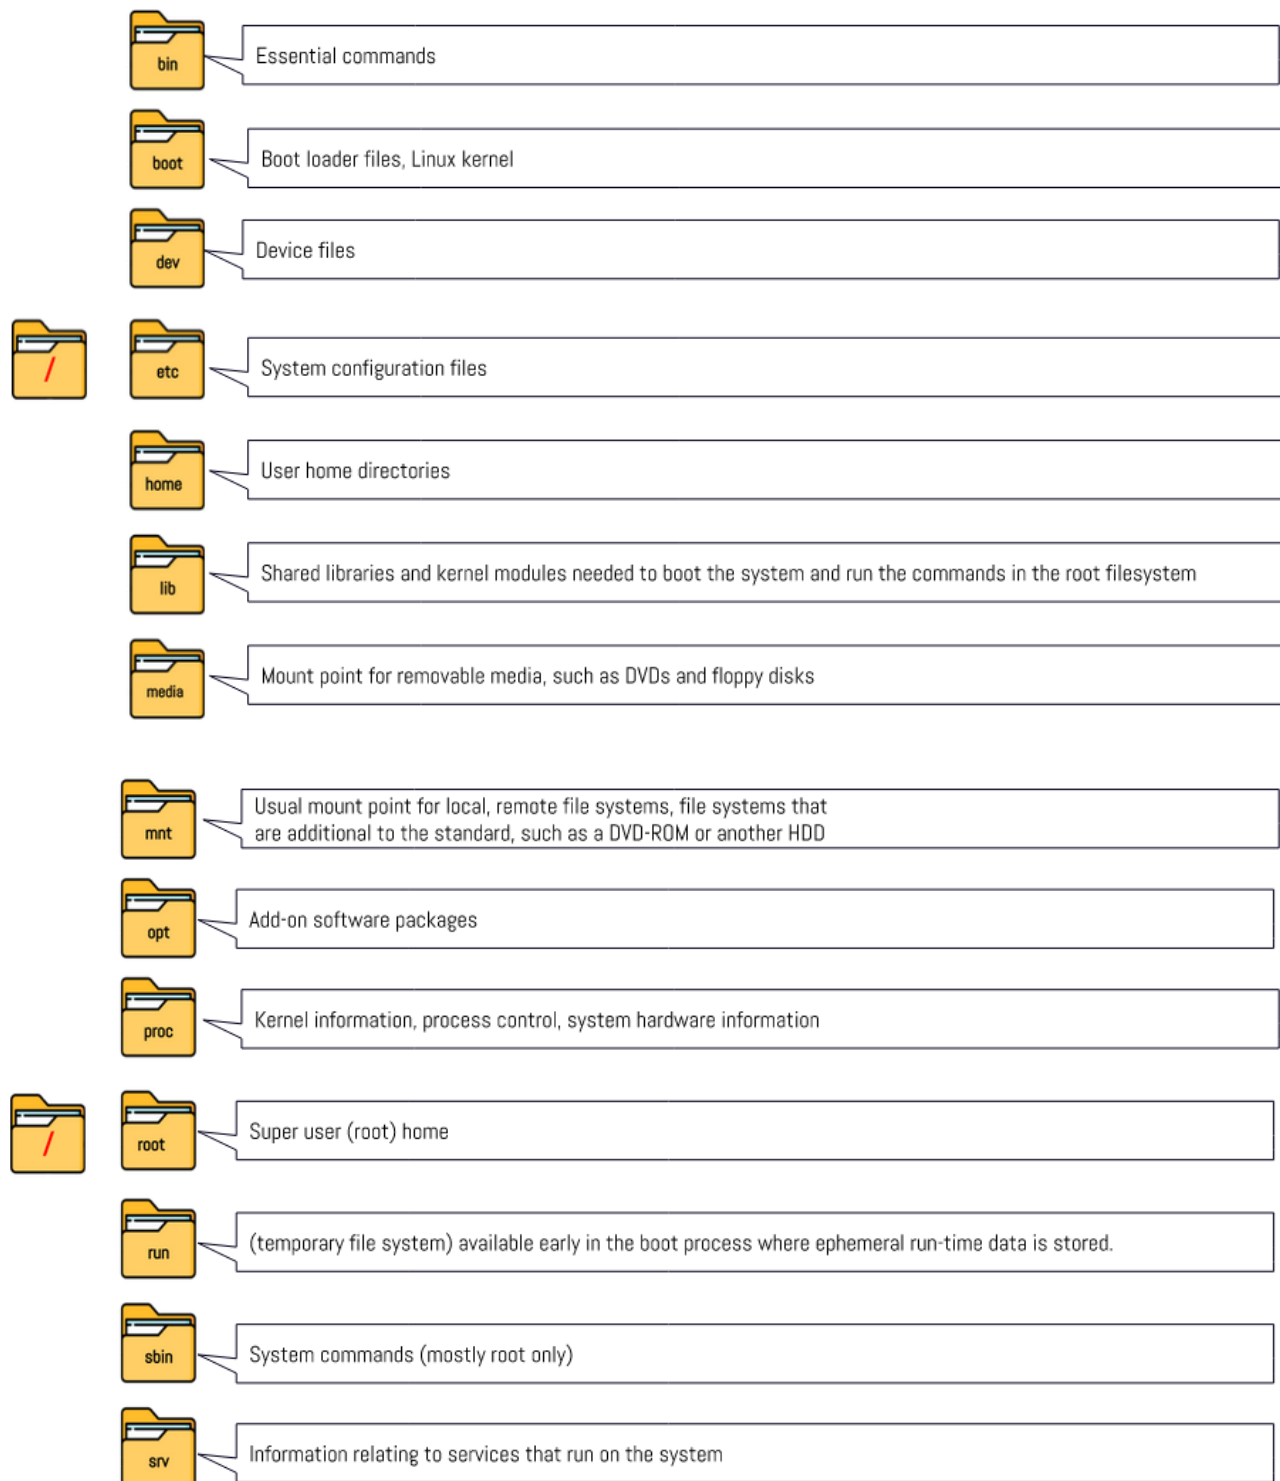 bin
Essential commands
boot
Boot loader files, Linux kernel
dev
Device files
/
etc
System configuration files
home
User home directories
lib
Shared libraries and kernel modules needed to boot the system and run the commands in the root filesystem
media
Mount point for removable media, such as DVDs and floppy disks
mnt
Usual mount point for local, remote file systems, file systems that
are additional to the standard, such as a DVD-ROM or another HDD
opt
Add-on software packages
proc
Kernel information, process control, system hardware information
/
root
Super user (root) home
run
(temporary file system) available early in the boot process where ephemeral run-time data is stored.
sbin
System commands (mostly root only)
srv
Information relating to services that run on the system